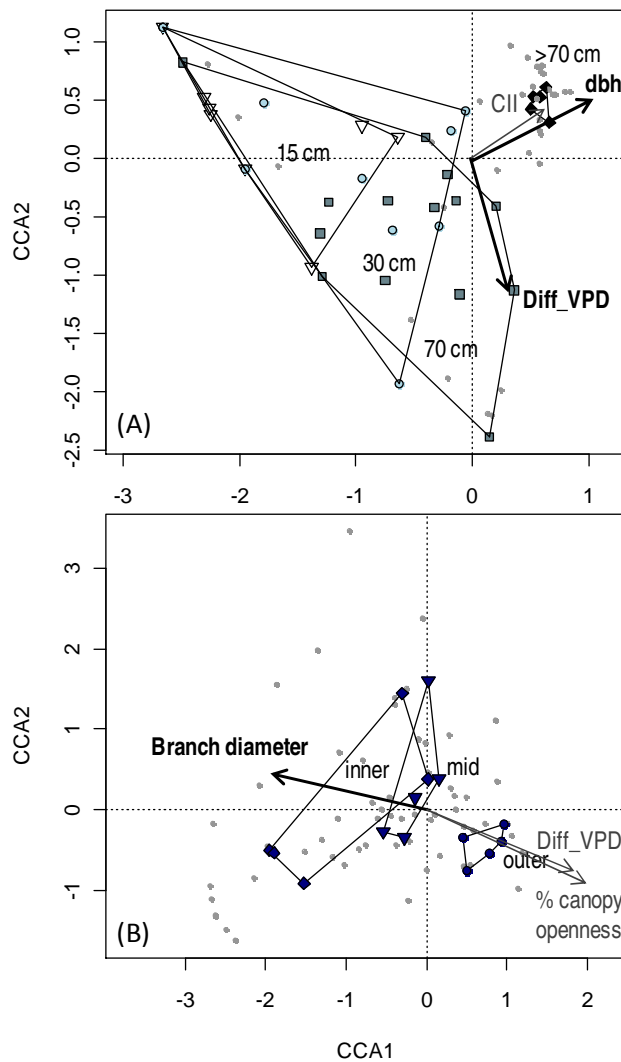 1.0
0.5
0.0
-0.5
-1.0
-1.5
-2.0
-2.5
CCA2
>70 cm
CII
dbh
15 cm
30 cm
Diff_VPD
70 cm
(A)
-3
-2
-1
0
1
3
2
1
0
-1
CCA2
Branch diameter
inner
mid
Diff_VPD
outer
% canopy
openness
(B)
-3
-2
-1
0
1
2
CCA1